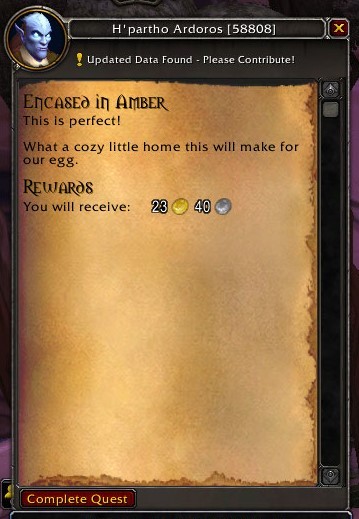 H'partho Ardoros [58808]
Updated Data Found - Please Contribute!
Encased in Amber
This is perfect!
What a cozy little home this will make for
our egg.
Rewards
You will receive: 23 40
Complete Quest